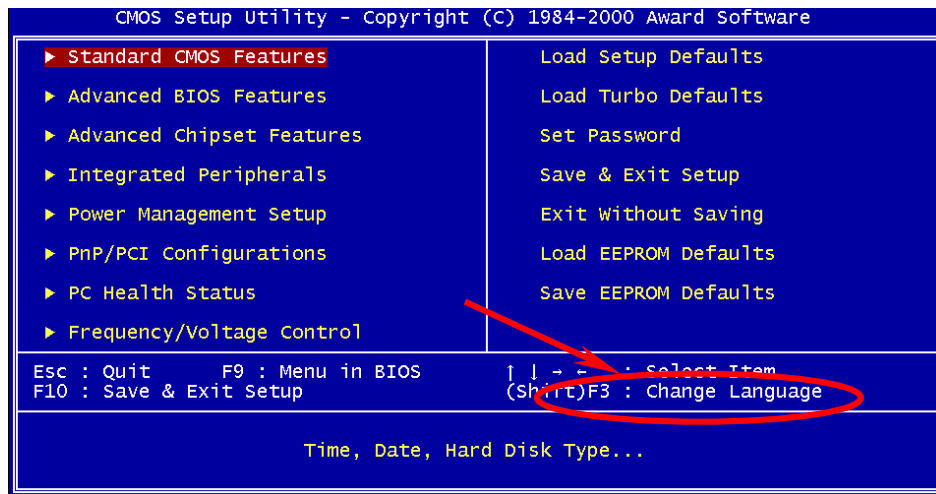 CMOS Setup Utility - Copyright (C) 1984-2000 Award Software
▶ Standard CMOS Features
▶ Advanced BIOS Features
▶ Advanced Chipset Features
▶ Integrated Peripherals
▶ Power Management Setup
▶ PnP/PCI Configurations
▶ PC Health Status
▶ Frequency/Voltage Control
Load Setup Defaults
Load Turbo Defaults
Set Password
Save & Exit Setup
Exit Without Saving
Load EEPROM Defaults
Save EEPROM Defaults
Esc : Quit F9 : Menu in BIOS ↑ ↓ → ← : Select Item
F10 : Save & Exit Setup (Shift)F3 : Change Language
Time, Date, Hard Disk Type...